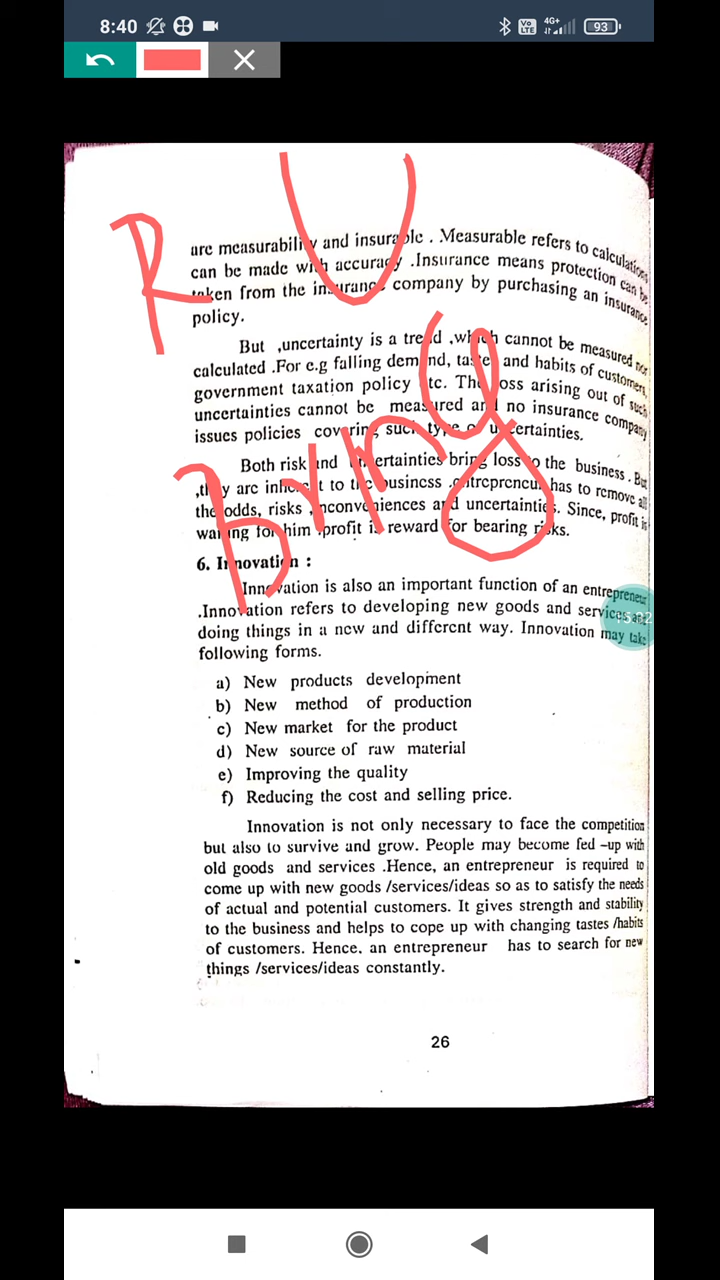 8:40 Vo LTE 4G+ 93
R U
are measurability and insurable . Measurable refers to calculations
can be made with accuracy .Insurance means protection can be
taken from the insurance company by purchasing an insurance
policy.
But ,uncertainty is a trend ,which cannot be measured nor
calculated .For e.g falling demand, tastes and habits of customers,
government taxation policy etc. The loss arising out of such
uncertainties cannot be measured and no insurance company
issues policies covering such type of uncertainties.
Both risk and uncertainties bring loss to the business . But
,they are inherent to the business .entrepreneur has to remove all
the odds, risks ,inconveniences and uncertainties. Since, profit is
waiting for him .profit is reward for bearing risks.
6. Innovation :
Innovation is also an important function of an entrepreneur
.Innovation refers to developing new goods and services and
doing things in a new and different way. Innovation may take
following forms.
a) New products development
b) New method of production
c) New market for the product
d) New source of raw material
e) Improving the quality
f) Reducing the cost and selling price.
Innovation is not only necessary to face the competition
but also to survive and grow. People may become fed –up with
old goods and services .Hence, an entrepreneur is required to
come up with new goods /services/ideas so as to satisfy the needs
of actual and potential customers. It gives strength and stability
to the business and helps to cope up with changing tastes /habits
of customers. Hence. an entrepreneur has to search for new
things /services/ideas constantly.
26